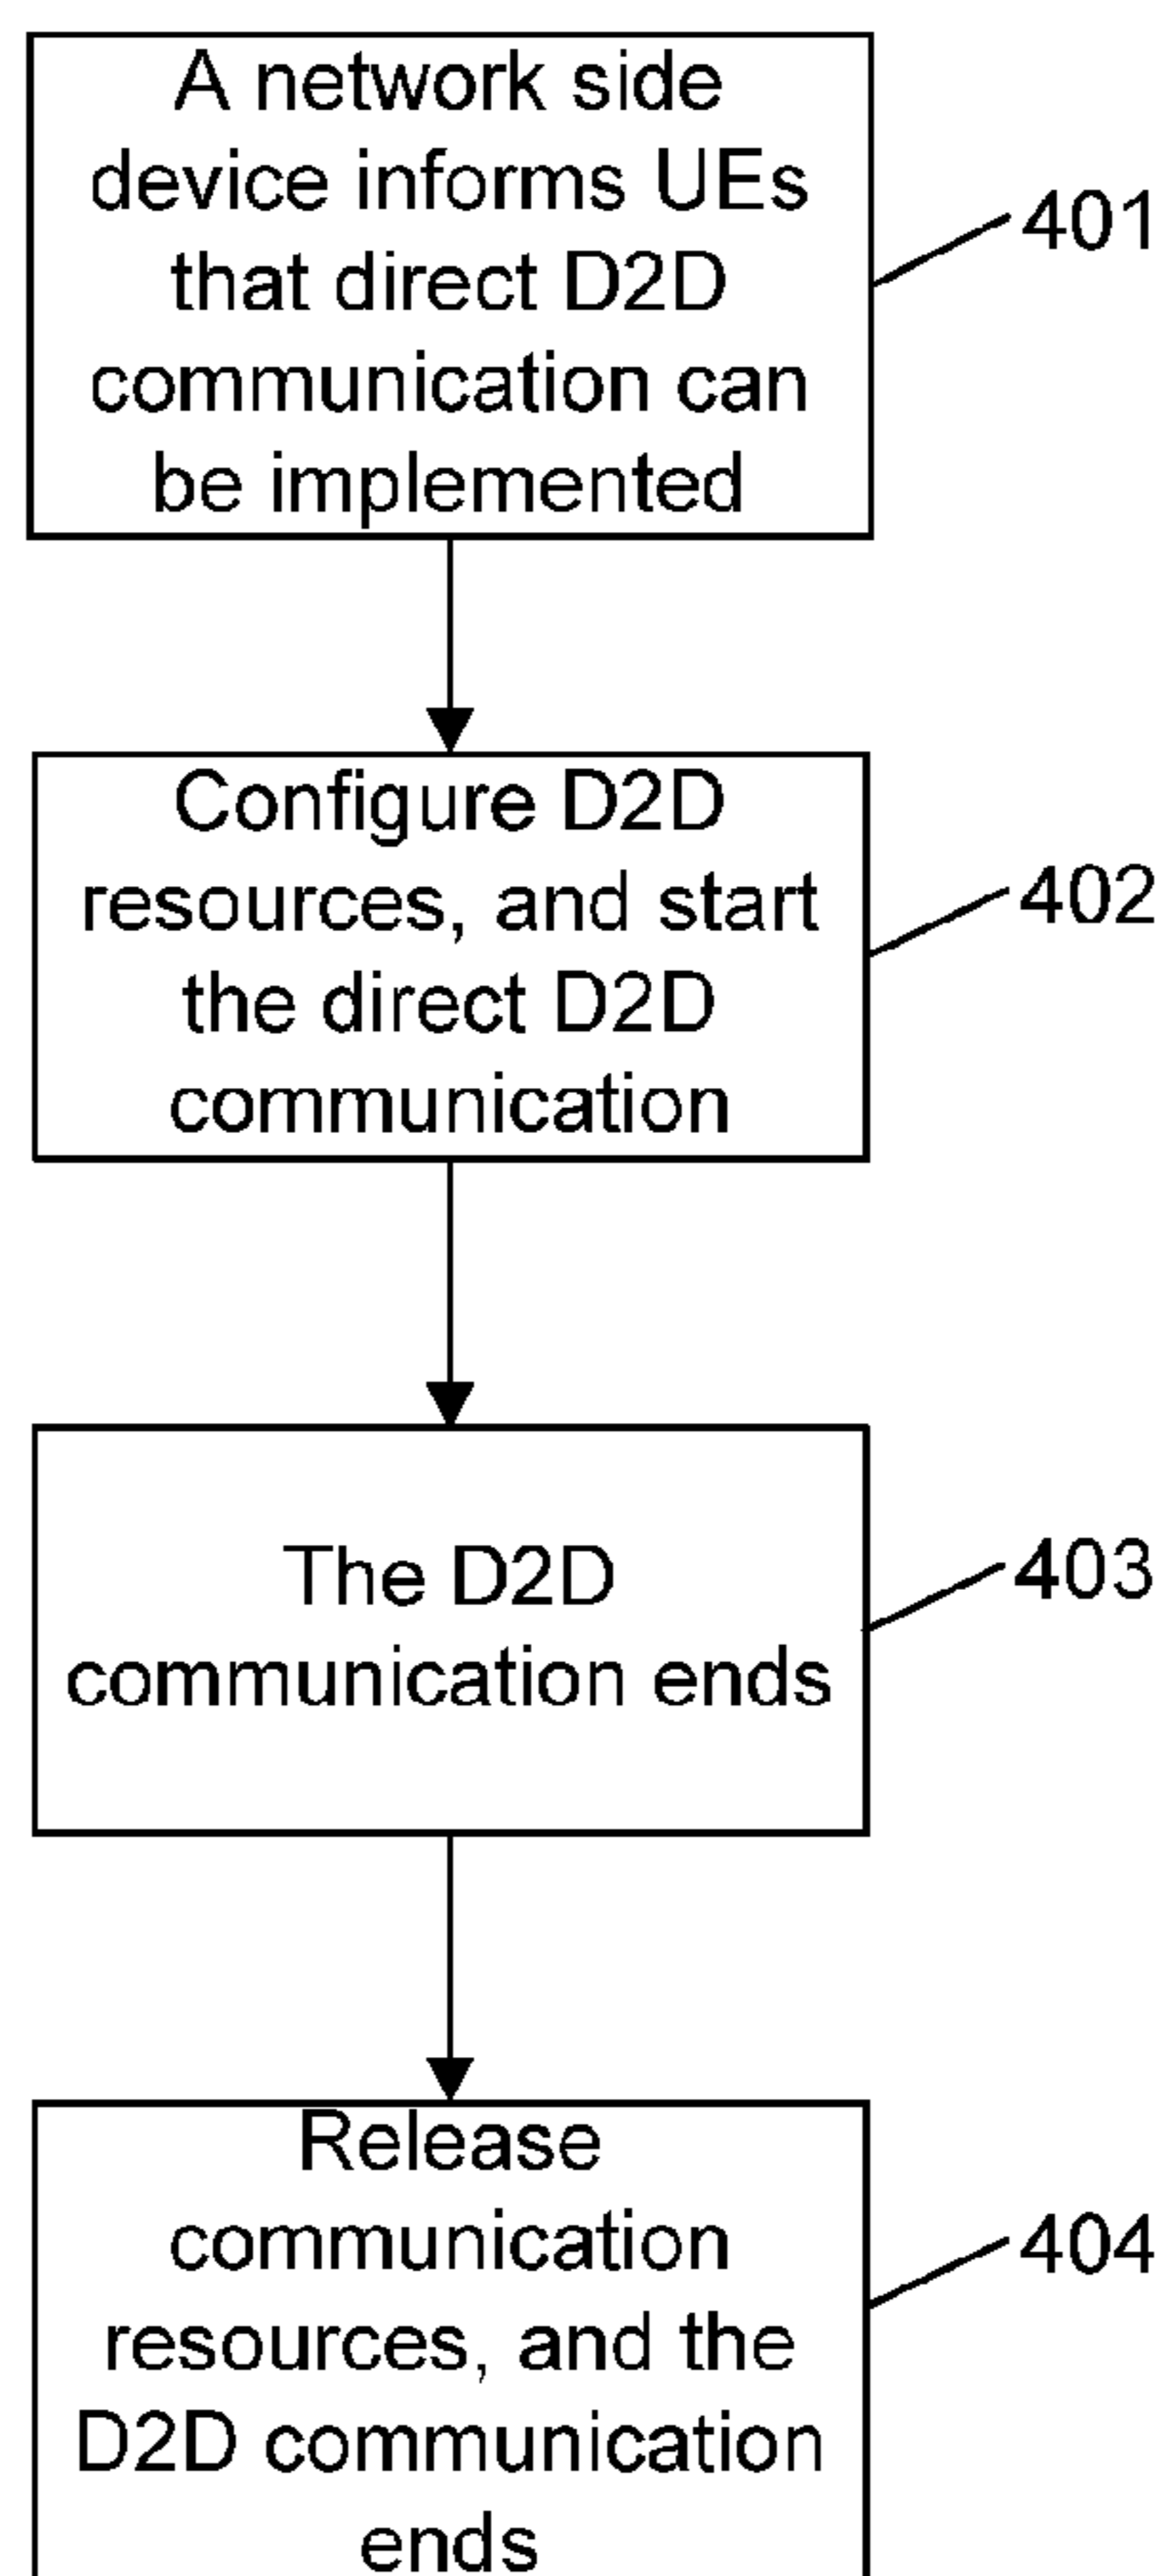 A network side
device informs UEs
that direct D2D
communication can
be implemented
401
Configure D2D
resources, and start
the direct D2D
communication
402
The D2D
communication ends
403
Release
communication
resources, and the
D2D communication
ends
404